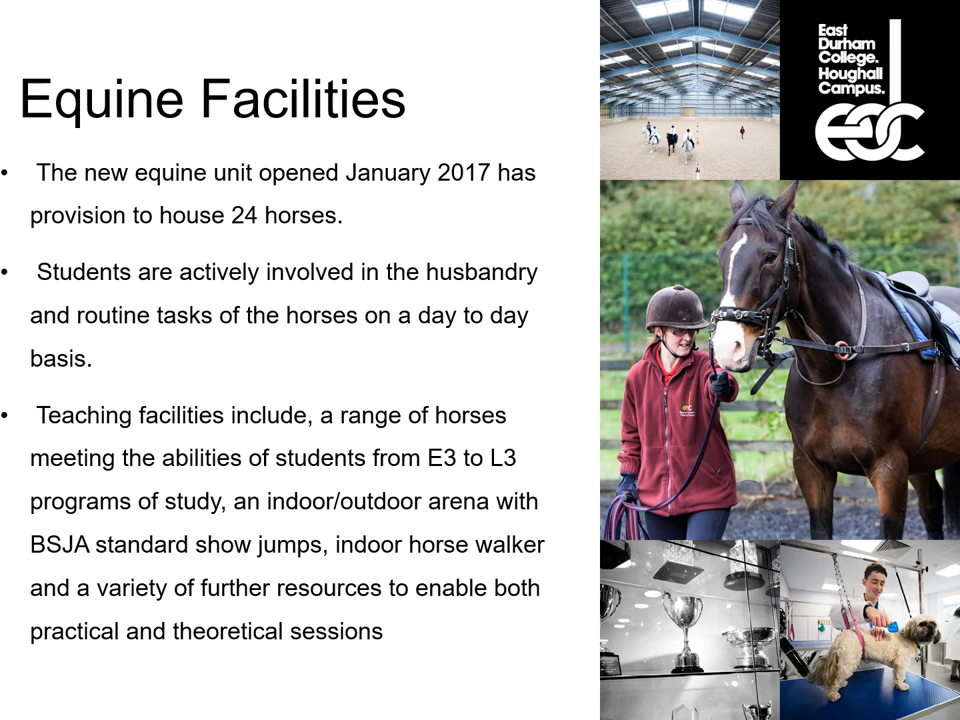 Equine Facilities
• The new equine unit opened January 2017 has
provision to house 24 horses.
• Students are actively involved in the husbandry
and routine tasks of the horses on a day to day
basis.
• Teaching facilities include, a range of horses
meeting the abilities of students from E3 to L3
programs of study, an indoor/outdoor arena with
BSJA standard show jumps, indoor horse walker
and a variety of further resources to enable both
practical and theoretical sessions
East
Durham
College.
Houghall
Campus.
edc
edc